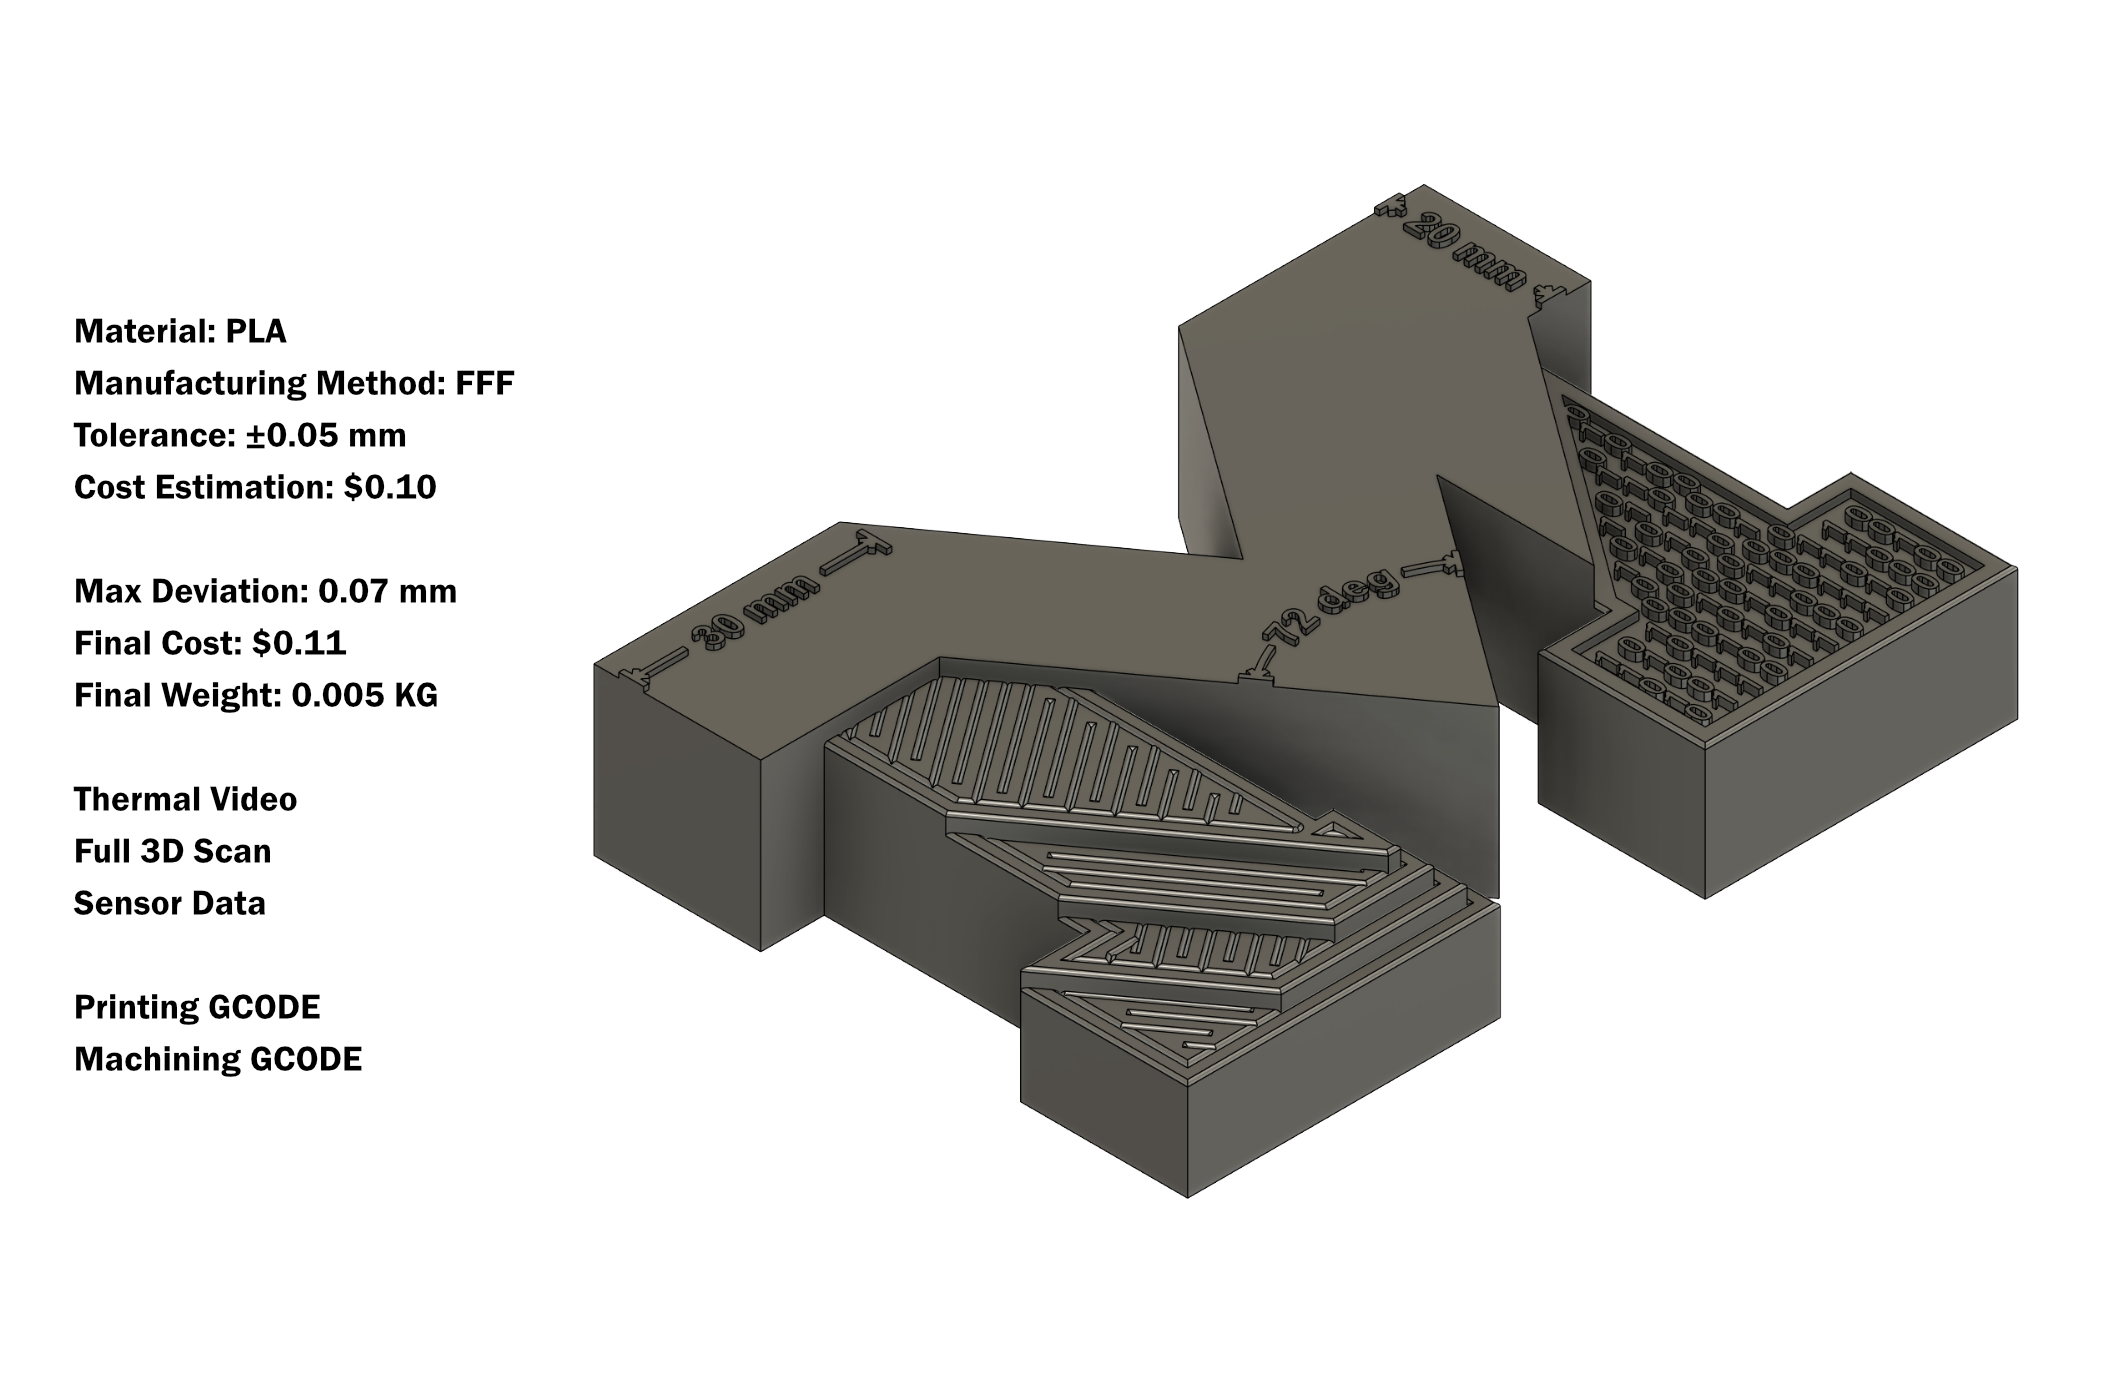 Material: PLA
Manufacturing Method: FFF
Tolerance: ±0.05 mm
Cost Estimation: $0.10
Max Deviation: 0.07 mm
Final Cost: $0.11
Final Weight: 0.005 KG
Thermal Video
Full 3D Scan
Sensor Data
Printing GCODE
Machining GCODE
20 mm
30 mm
72 deg